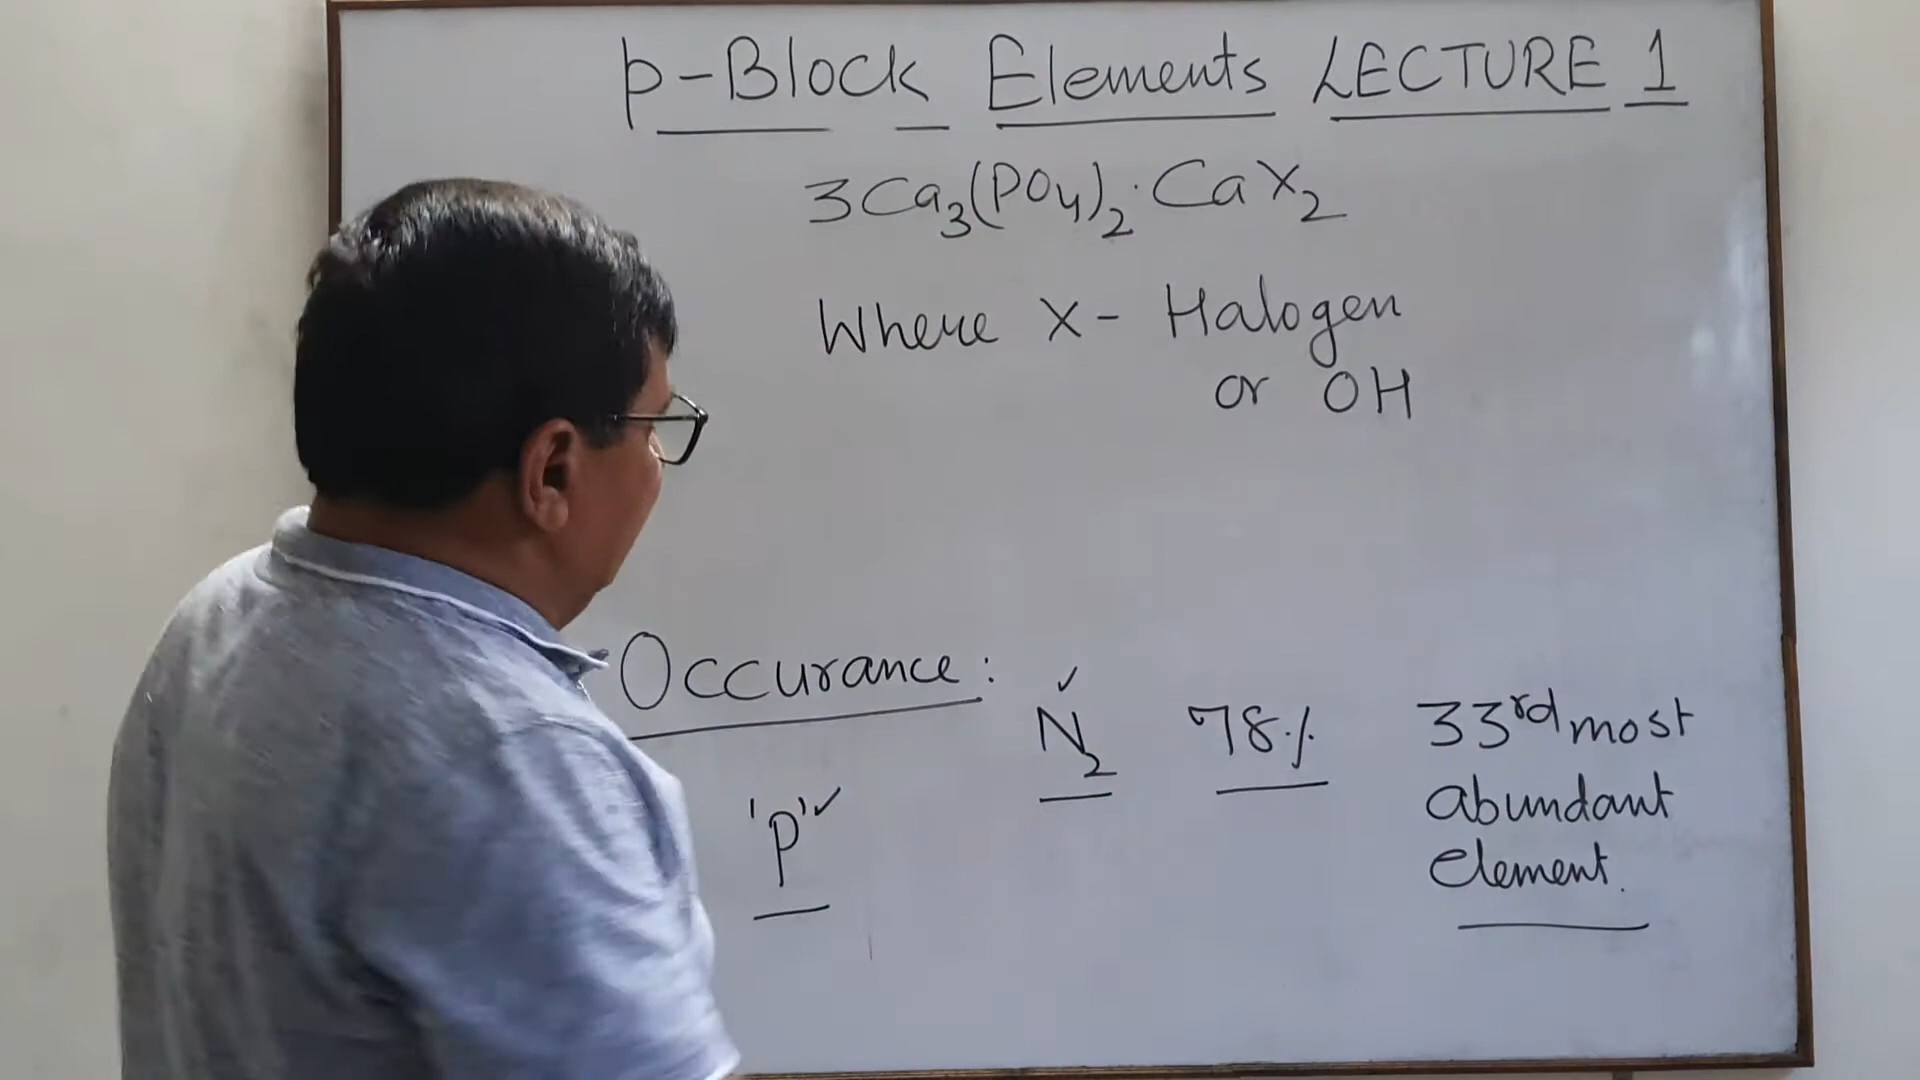 p-Block Elements LECTURE 1
3Ca₃(PO₄)₂·CaX₂
Where X- Halogen
or OH
Occurance: N₂ ✓ 78% 33rd most
abundant
'P' ✓
element.